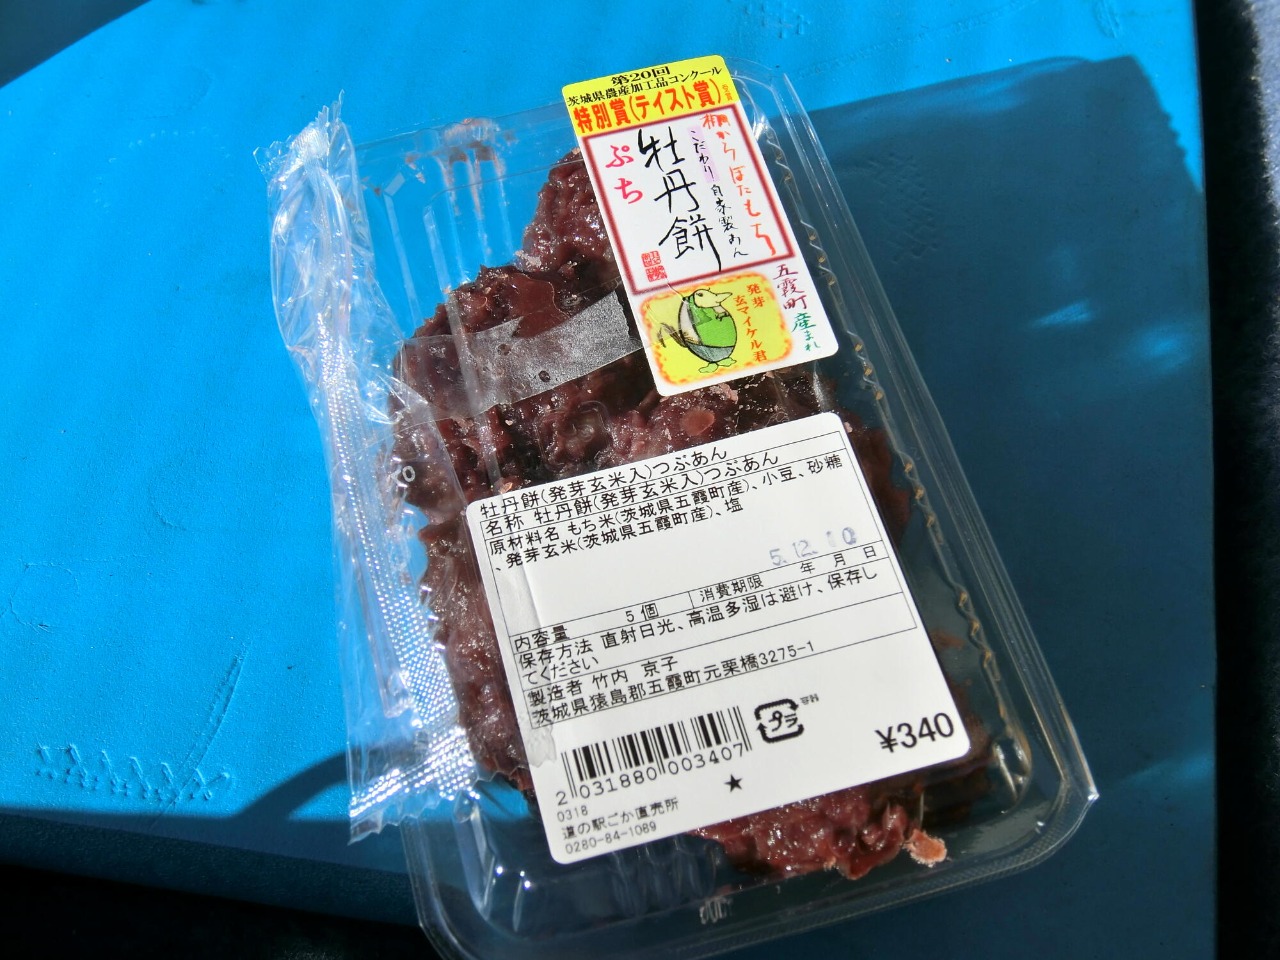 第20回
茨城県農産加工品コンクール
特別賞(テイスト賞)
棚からぼたもち
こだわり自家製あん
牡丹餅
ぷち
五霞町産まれ
発芽
玄マイケル君
牡丹餅(発芽玄米入)つぶあん
名称 牡丹餅(発芽玄米入)つぶあん
原材料名 もち米(茨城県五霞町産)、小豆、砂糖
、発芽玄米(茨城県五霞町産)、塩
5.12.10
内容量 5個 消費期限 年 月 日
保存方法 直射日光、高温多湿は避け、保存し
てください
製造者 竹内 京子
茨城県猿島郡五霞町元栗橋3275-1
プラ
¥340
2 031880 003407
★
0318
道の駅ごか直売所
0280-84-1089